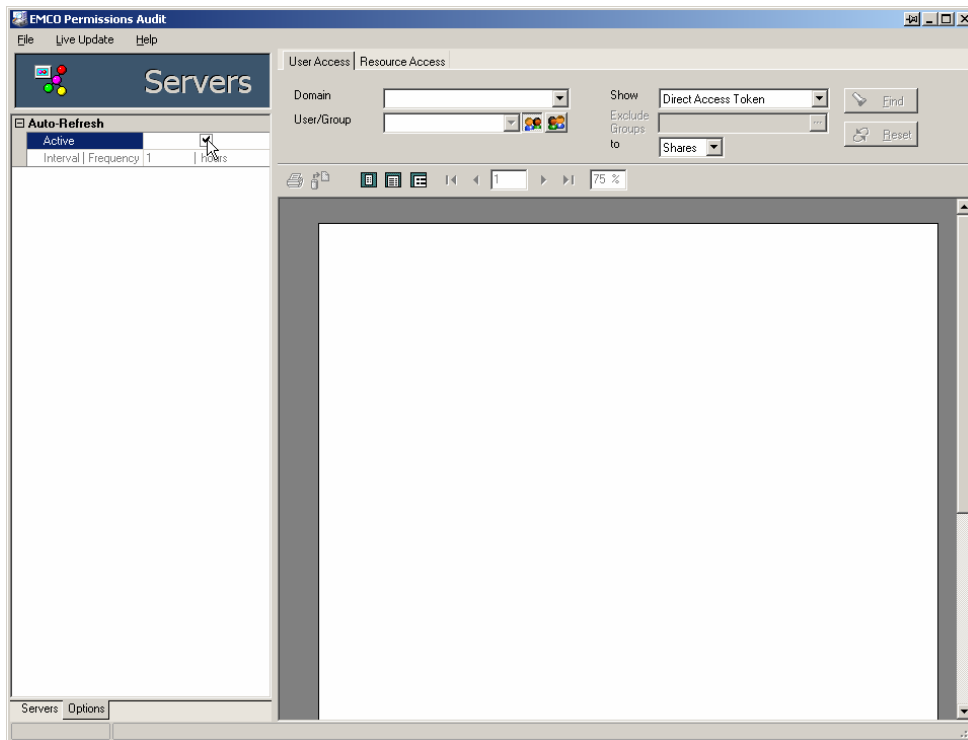 EMCO Permissions Audit
File Live Update Help
Servers
Auto-Refresh
Active
Interval | Frequency 1 | hours
Servers Options
User Access Resource Access
Domain
User/Group
Show Direct Access Token
Exclude Groups ...
to Shares
Find
Reset
1
75 %